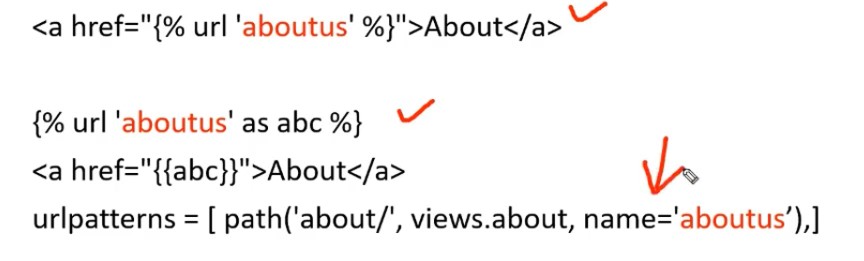 <a href="{% url 'aboutus' %}">About</a>
{% url 'aboutus' as abc %}
<a href="{{abc}}">About</a>
urlpatterns = [ path('about/', views.about, name='aboutus’),]